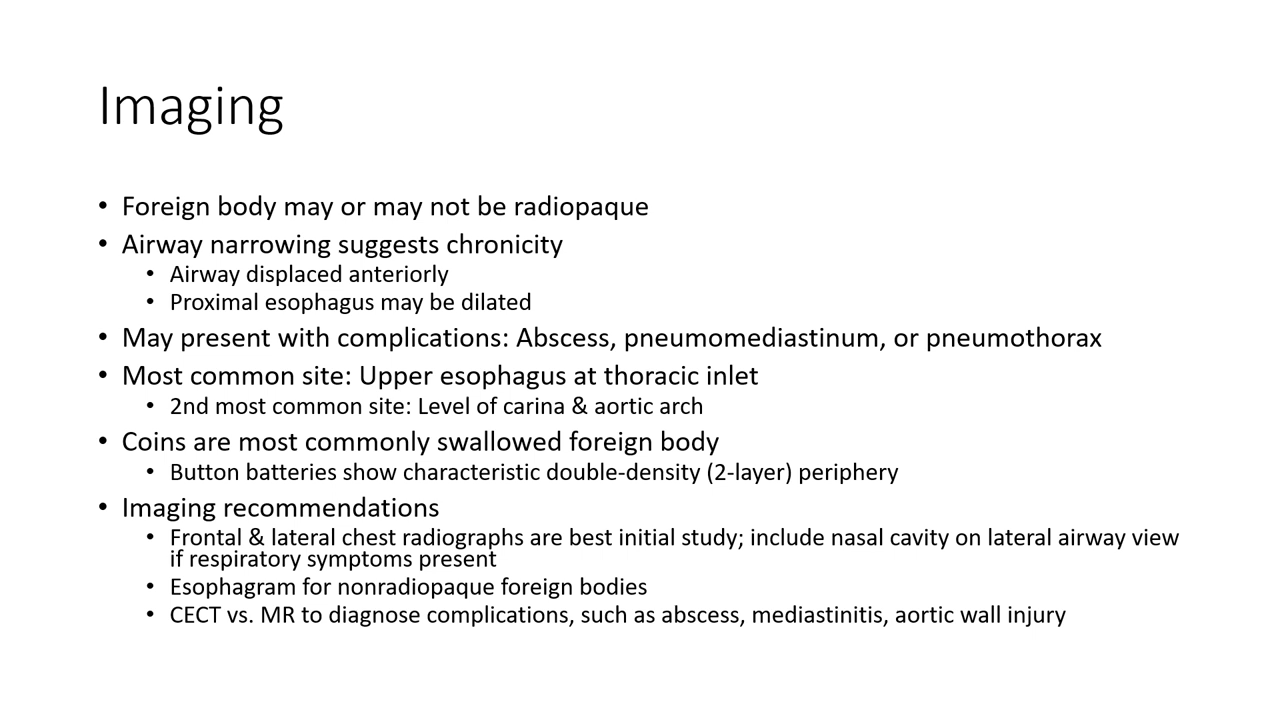 Imaging
• Foreign body may or may not be radiopaque
• Airway narrowing suggests chronicity
• Airway displaced anteriorly
• Proximal esophagus may be dilated
• May present with complications: Abscess, pneumomediastinum, or pneumothorax
• Most common site: Upper esophagus at thoracic inlet
• 2nd most common site: Level of carina & aortic arch
• Coins are most commonly swallowed foreign body
• Button batteries show characteristic double-density (2-layer) periphery
• Imaging recommendations
• Frontal & lateral chest radiographs are best initial study; include nasal cavity on lateral airway view
if respiratory symptoms present
• Esophagram for nonradiopaque foreign bodies
• CECT vs. MR to diagnose complications, such as abscess, mediastinitis, aortic wall injury